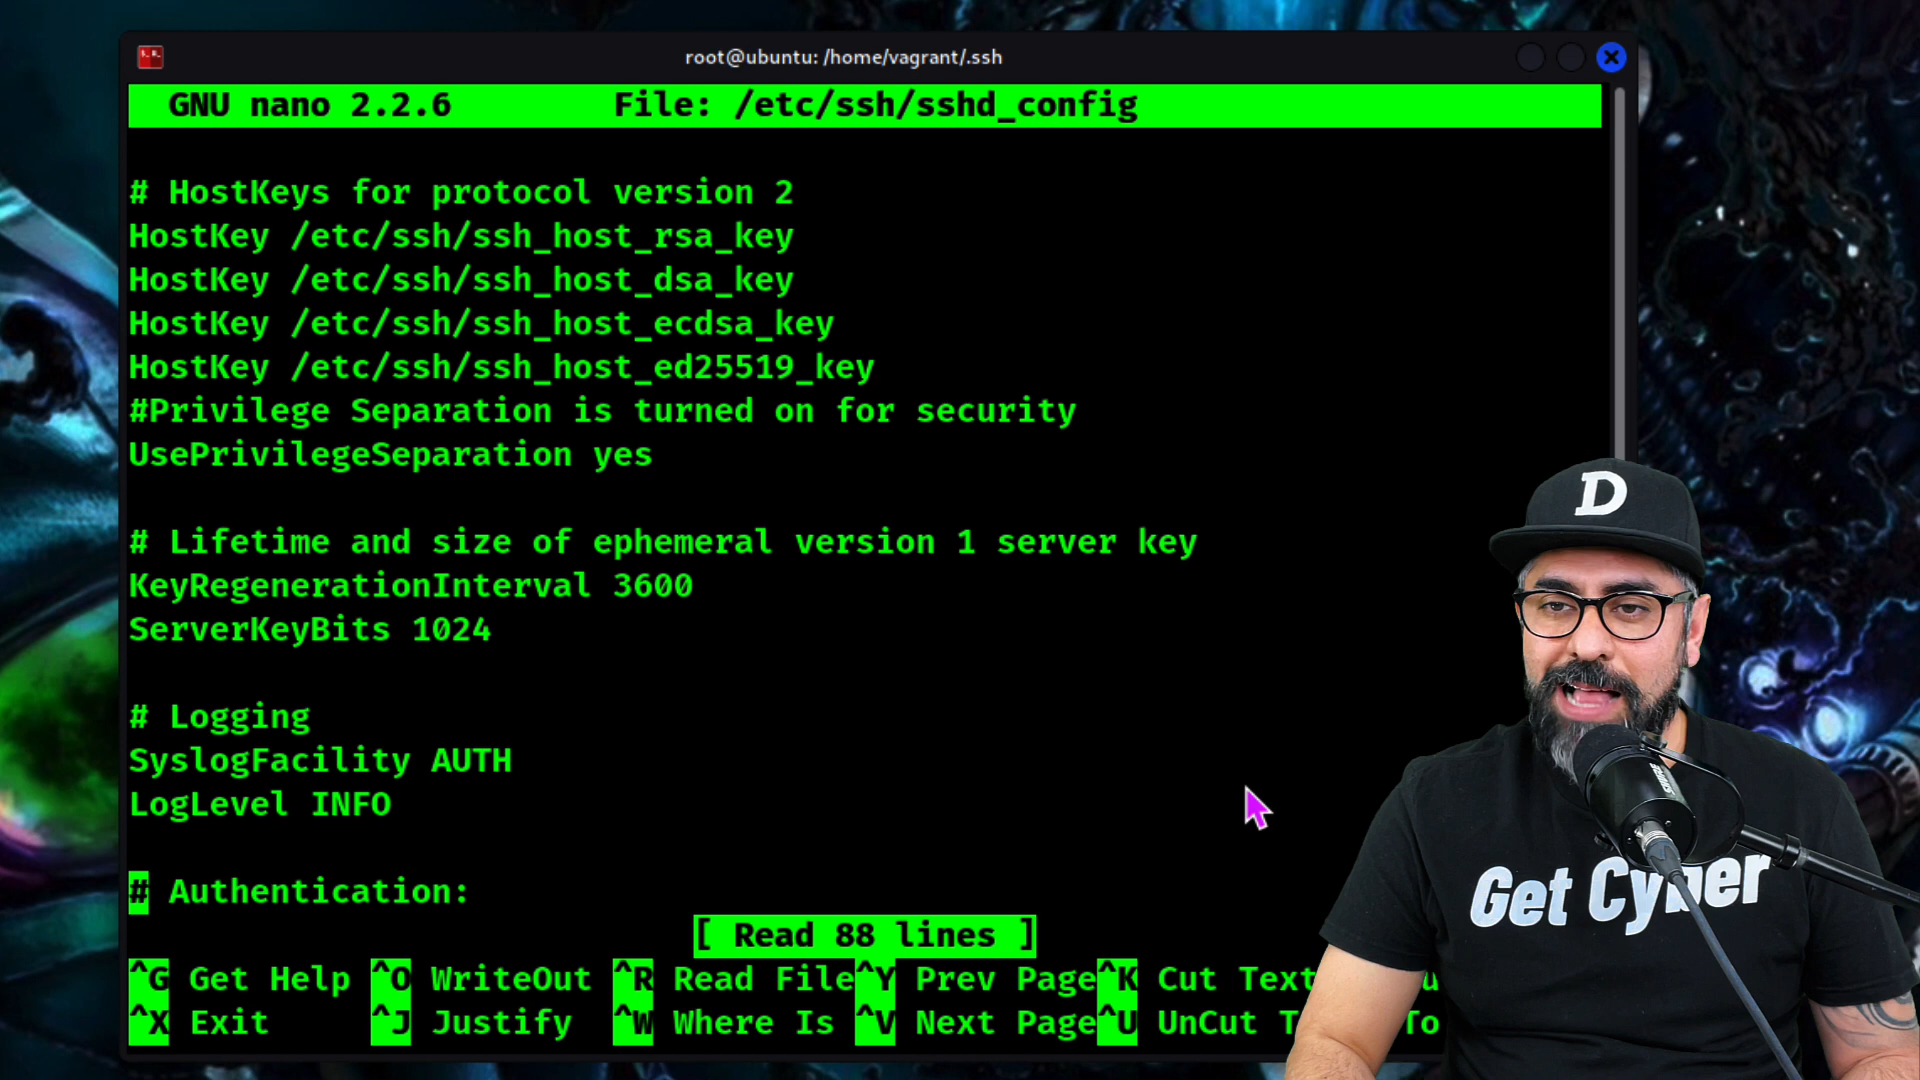 root@ubuntu: /home/vagrant/.ssh
GNU nano 2.2.6 File: /etc/ssh/sshd_config
# HostKeys for protocol version 2
HostKey /etc/ssh/ssh_host_rsa_key
HostKey /etc/ssh/ssh_host_dsa_key
HostKey /etc/ssh/ssh_host_ecdsa_key
HostKey /etc/ssh/ssh_host_ed25519_key
#Privilege Separation is turned on for security
UsePrivilegeSeparation yes
# Lifetime and size of ephemeral version 1 server key
KeyRegenerationInterval 3600
ServerKeyBits 1024
# Logging
SyslogFacility AUTH
LogLevel INFO
# Authentication:
[ Read 88 lines ]
^G Get Help ^O WriteOut ^R Read File ^Y Prev Page ^K Cut Text
^X Exit ^J Justify ^W Where Is ^V Next Page ^U UnCut To
D
SHURE
Get Cyber